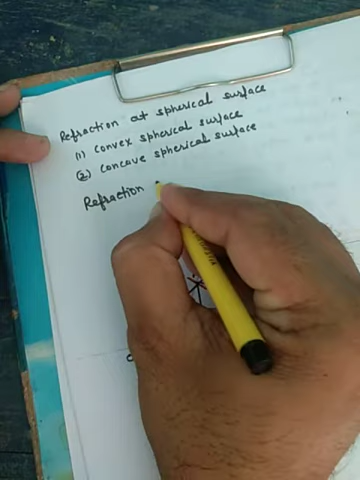 Refraction at spherical surface
(1) convex spherical surface
(2) concave spherical surface
Refraction